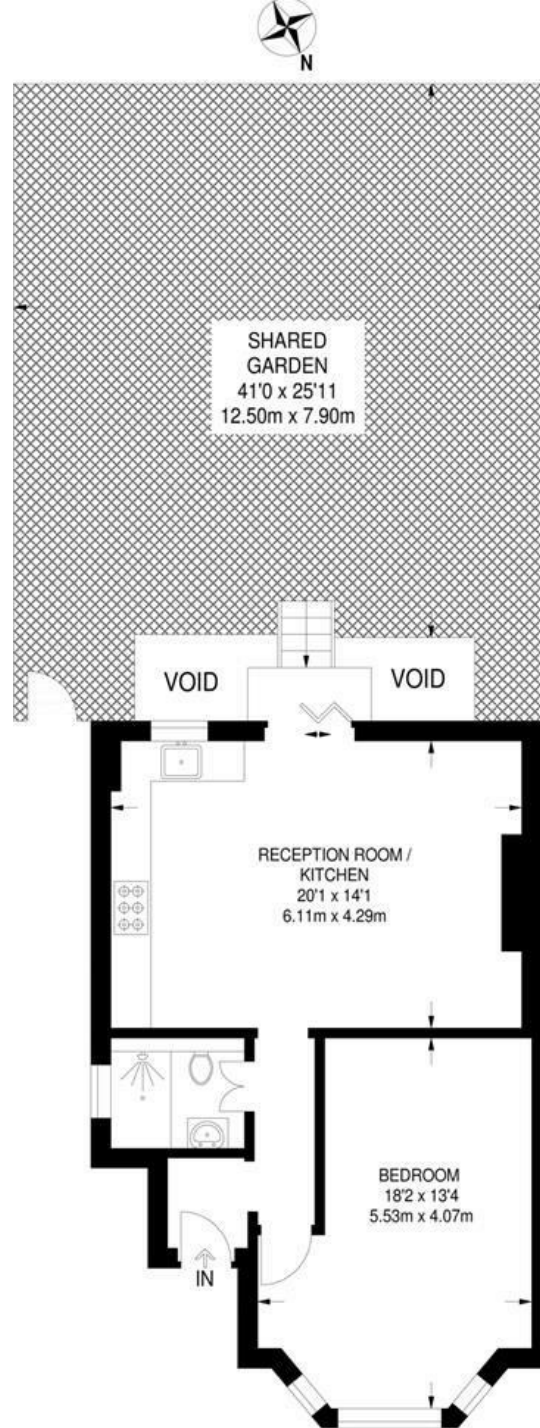 N
SHARED
GARDEN
41'0 x 25'11
12.50m x 7.90m
VOID
VOID
RECEPTION ROOM /
KITCHEN
20'1 x 14'1
6.11m x 4.29m
BEDROOM
18'2 x 13'4
5.53m x 4.07m
IN